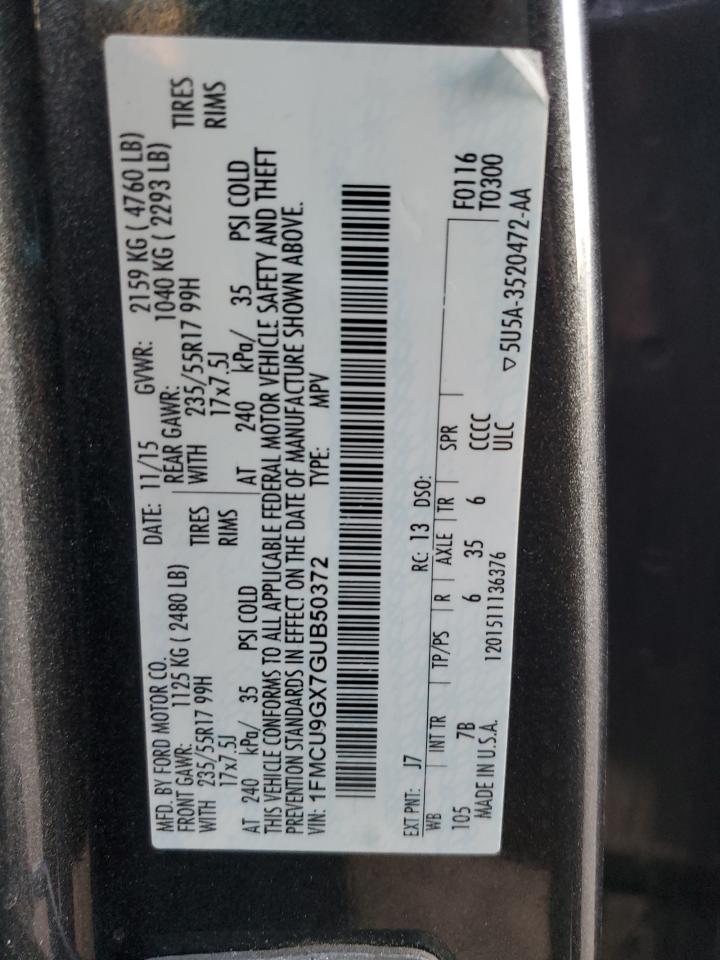 MFD. BY FORD MOTOR CO. DATE: 11/15 GVWR: 2159 KG ( 4760 LB)
FRONT GAWR: 1125 KG ( 2480 LB) REAR GAWR: 1040 KG ( 2293 LB)
WITH 235/55R17 99H TIRES WITH 235/55R17 99H TIRES
17x7.5J RIMS 17x7.5J RIMS
AT 240 kPa/ 35 PSI COLD AT 240 kPa/ 35 PSI COLD
THIS VEHICLE CONFORMS TO ALL APPLICABLE FEDERAL MOTOR VEHICLE SAFETY AND THEFT
PREVENTION STANDARDS IN EFFECT ON THE DATE OF MANUFACTURE SHOWN ABOVE.
VIN: 1FMCU9GX7GUB50372 TYPE: MPV
EXT PNT: J7 RC: 13 DSO: F0116
WB INT TR TP/PS R AXLE TR SPR T0300
105 7B 6 35 6 CCCC
MADE IN U.S.A. 1201511136376 ULC ▽ 5U5A-3520472-AA